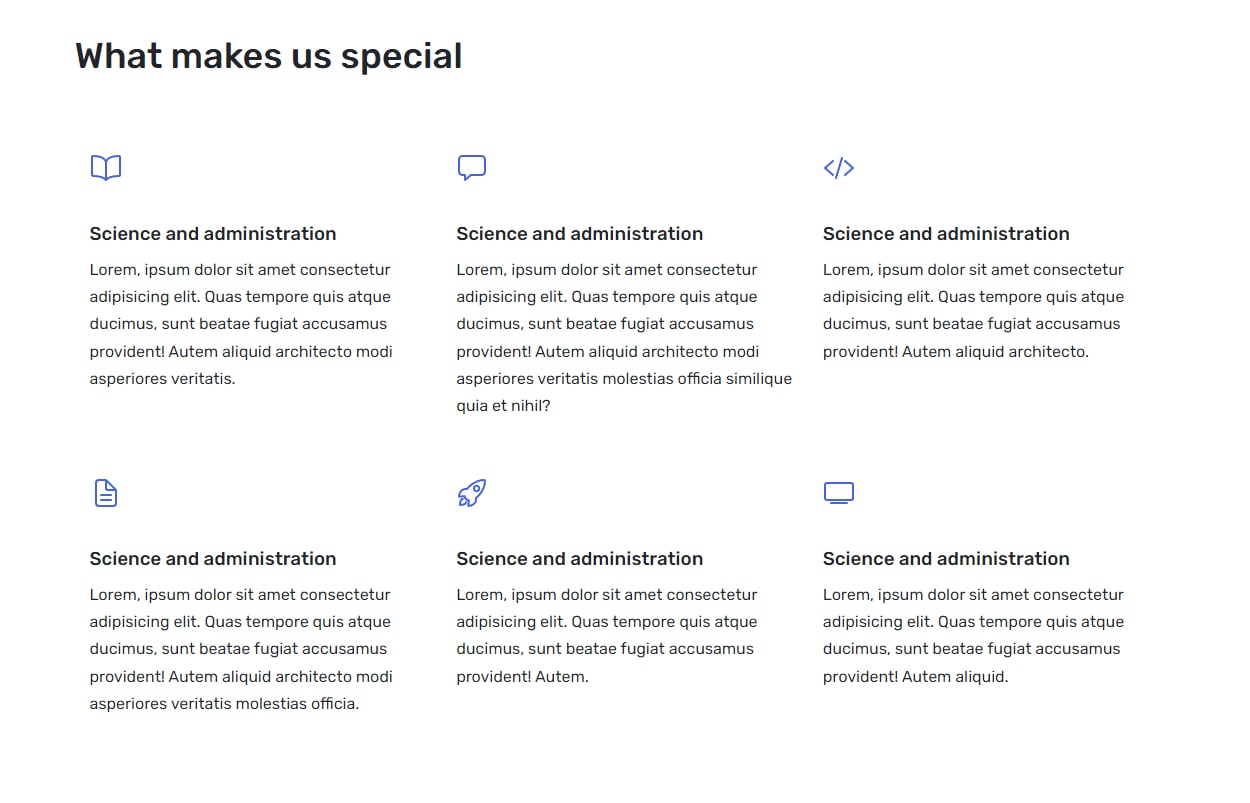 What makes us special
Science and administration
Lorem, ipsum dolor sit amet consectetur
adipisicing elit. Quas tempore quis atque
ducimus, sunt beatae fugiat accusamus
provident! Autem aliquid architecto modi
asperiores veritatis.
Science and administration
Lorem, ipsum dolor sit amet consectetur
adipisicing elit. Quas tempore quis atque
ducimus, sunt beatae fugiat accusamus
provident! Autem aliquid architecto modi
asperiores veritatis molestias officia similique
quia et nihil?
Science and administration
Lorem, ipsum dolor sit amet consectetur
adipisicing elit. Quas tempore quis atque
ducimus, sunt beatae fugiat accusamus
provident! Autem aliquid architecto.
Science and administration
Lorem, ipsum dolor sit amet consectetur
adipisicing elit. Quas tempore quis atque
ducimus, sunt beatae fugiat accusamus
provident! Autem aliquid architecto modi
asperiores veritatis molestias officia.
Science and administration
Lorem, ipsum dolor sit amet consectetur
adipisicing elit. Quas tempore quis atque
ducimus, sunt beatae fugiat accusamus
provident! Autem.
Science and administration
Lorem, ipsum dolor sit amet consectetur
adipisicing elit. Quas tempore quis atque
ducimus, sunt beatae fugiat accusamus
provident! Autem aliquid.